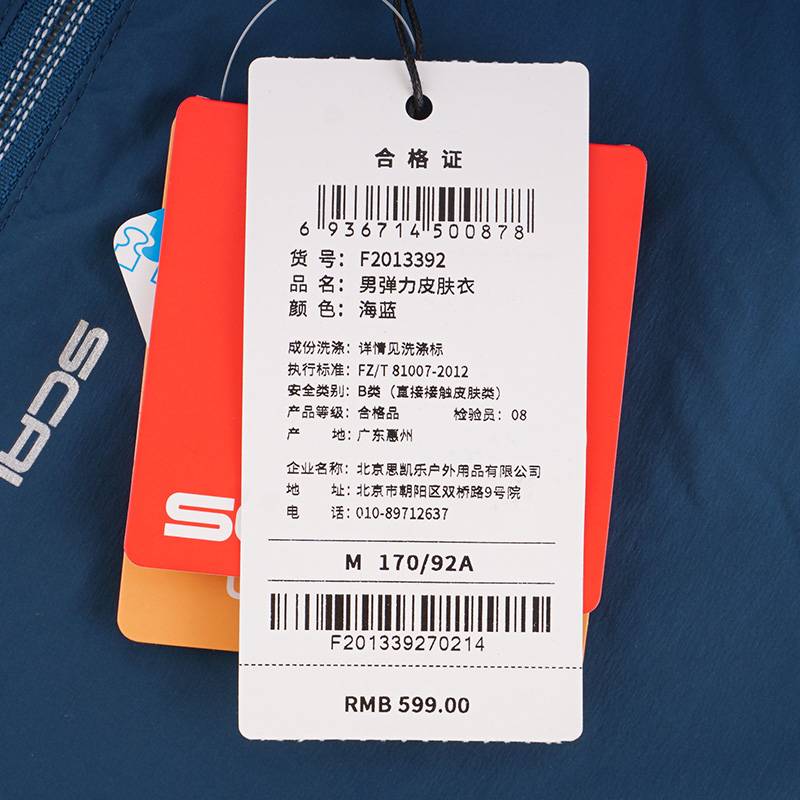 合格证
6 936714 500878
货 号：F2013392
品 名：男弹力皮肤衣
颜 色：海蓝
成份洗涤：详情见洗涤标
执行标准：FZ/T 81007-2012
安全类别：B类（直接接触皮肤类）
产品等级：合格品 检验员：08
产 地：广东惠州
企业名称：北京思凯乐户外用品有限公司
地 址：北京市朝阳区双桥路9号院
电 话：010-89712637
M 170/92A
F201339270214
RMB 599.00